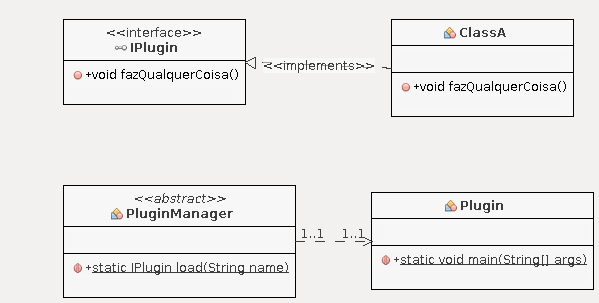 <<interface>>
IPlugin
+void fazQualquerCoisa()
<<implements>>
ClassA
+void fazQualquerCoisa()
<<abstract>>
PluginManager
+static IPlugin load(String name)
1..1
1..1
Plugin
+static void main(String[] args)